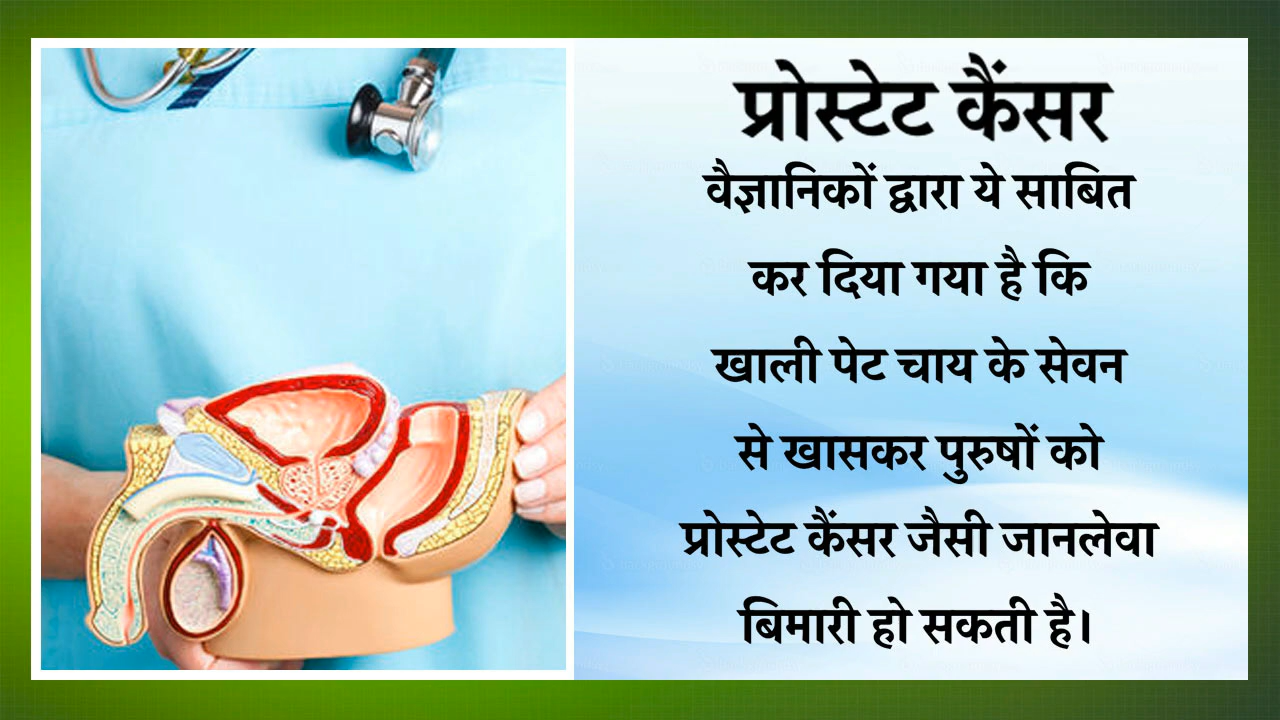 प्रोस्टेट कैंसर
वैज्ञानिकों द्वारा ये साबित
कर दिया गया है कि
खाली पेट चाय के सेवन
से खासकर पुरुषों को
प्रोस्टेट कैंसर जैसी जानलेवा
बिमारी हो सकती है।